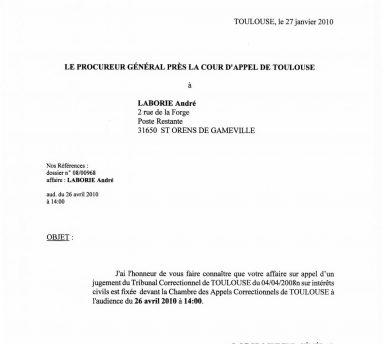 TOULOUSE, le 27 janvier 2010
LE PROCUREUR GÉNÉRAL PRÈS LA COUR D'APPEL DE TOULOUSE
à
LABORIE André
2 rue de la Forge
Poste Restante
31650 ST ORENS DE GAMEVILLE
Nos Références :
dossier n° 08/00968
affaire : LABORIE André
aud. du 26 avril 2010
à 14:00
OBJET :
J'ai l'honneur de vous faire connaître que votre affaire sur appel d'un
jugement du Tribunal Correctionnel de TOULOUSE du 04/04/2008n sur intérêts
civils est fixée devant la Chambre des Appels Correctionnels de TOULOUSE à
l'audience du 26 avril 2010 à 14:00.